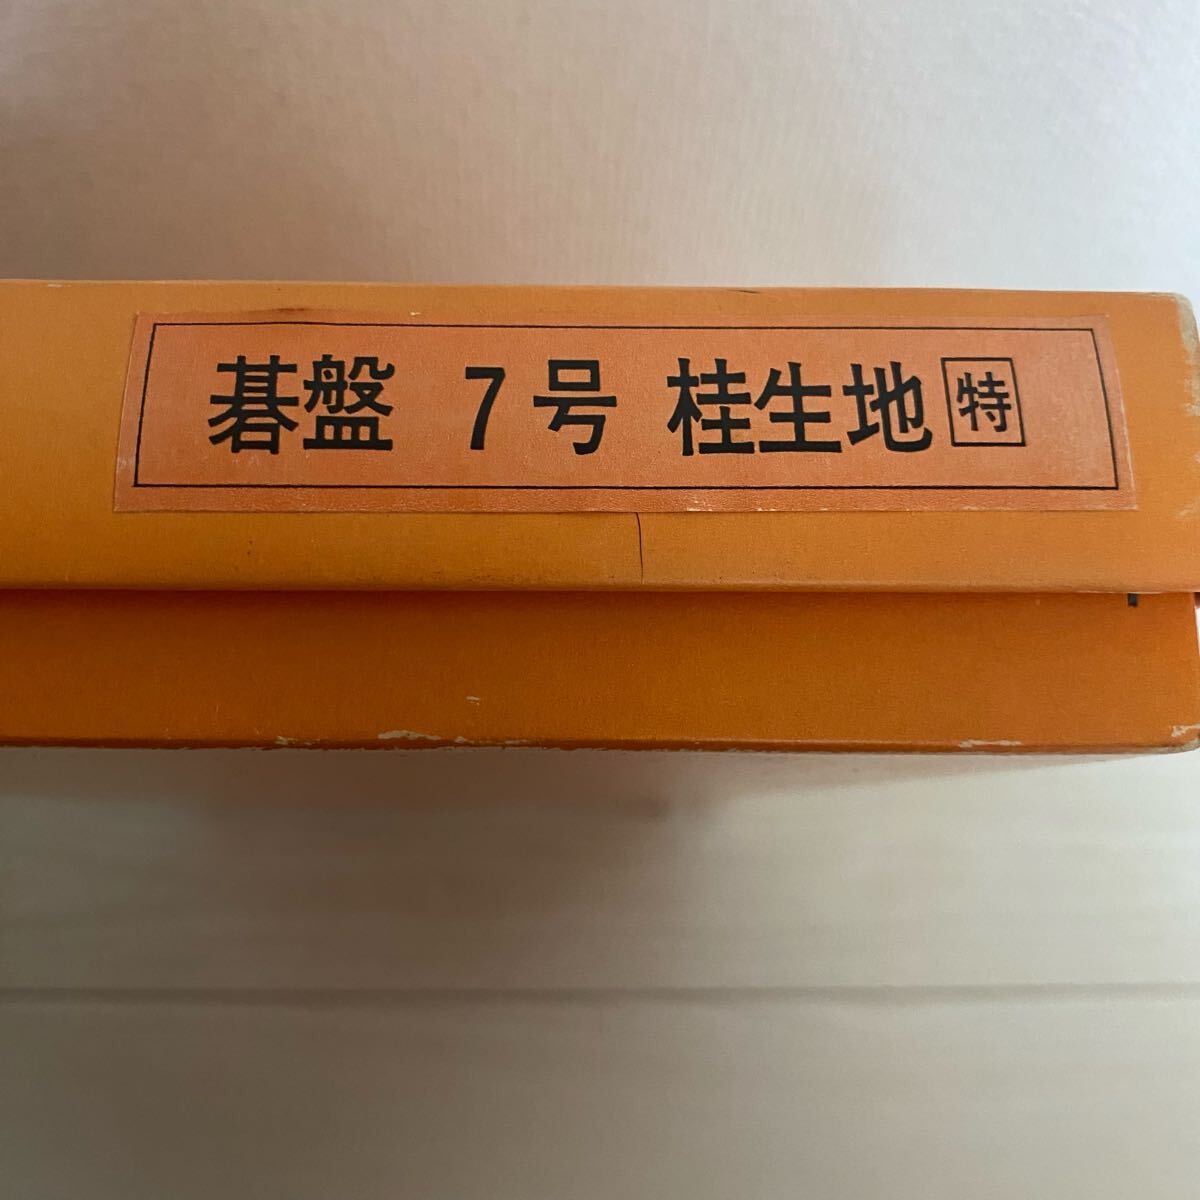 碁盤 7号 桂生地 特